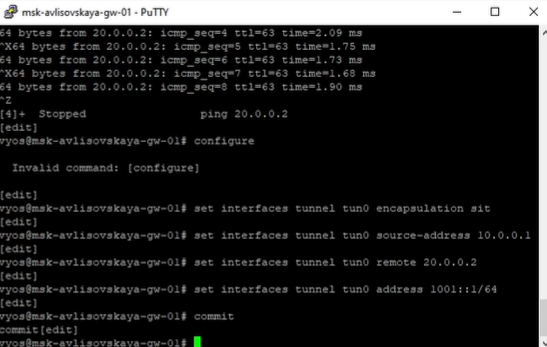 msk-avlisovskaya-gw-01 - PuTTY
64 bytes from 20.0.0.2: icmp_seq=4 ttl=63 time=2.09 ms
^X64 bytes from 20.0.0.2: icmp_seq=5 ttl=63 time=1.75 ms
64 bytes from 20.0.0.2: icmp_seq=6 ttl=63 time=1.73 ms
^X64 bytes from 20.0.0.2: icmp_seq=7 ttl=63 time=1.68 ms
64 bytes from 20.0.0.2: icmp_seq=8 ttl=63 time=1.90 ms
^Z
[4]+  Stopped                 ping 20.0.0.2
[edit]
vyos@msk-avlisovskaya-gw-01# configure
Invalid command: [configure]
[edit]
vyos@msk-avlisovskaya-gw-01# set interfaces tunnel tun0 encapsulation sit
[edit]
vyos@msk-avlisovskaya-gw-01# set interfaces tunnel tun0 source-address 10.0.0.1
[edit]
vyos@msk-avlisovskaya-gw-01# set interfaces tunnel tun0 remote 20.0.0.2
[edit]
vyos@msk-avlisovskaya-gw-01# set interfaces tunnel tun0 address 1001::1/64
[edit]
vyos@msk-avlisovskaya-gw-01# commit
commit[edit]
vyos@msk-avlisovskaya-gw-01#